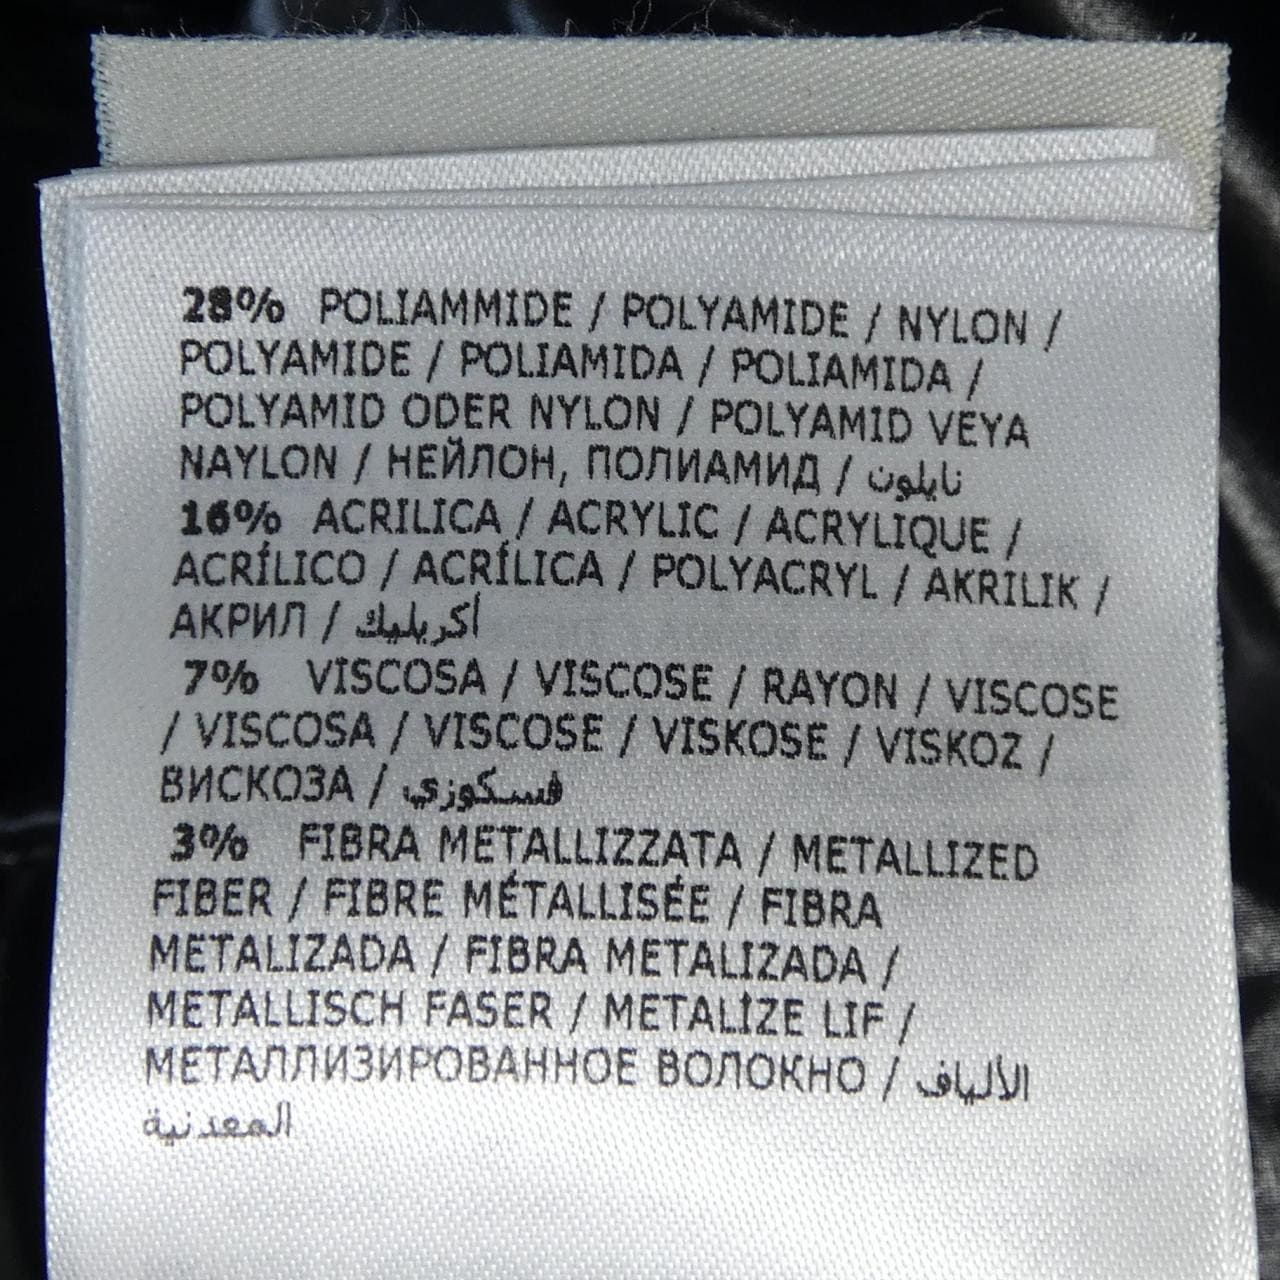 28% POLIAMMIDE / POLYAMIDE / NYLON /
POLYAMIDE / POLIAMIDA / POLIAMIDA /
POLYAMID ODER NYLON / POLYAMID VEYA
NAYLON / НЕЙЛОН, ПОЛИАМИД / نايلون
16% ACRILICA / ACRYLIC / ACRYLIQUE /
ACRÍLICO / ACRÍLICA / POLYACRYL / AKRILIK /
АКРИЛ / أكريليك
7% VISCOSA / VISCOSE / RAYON / VISCOSE
/ VISCOSA / VISCOSE / VISKOSE / VISKOZ /
ВИСКОЗА / فسكوزي
3% FIBRA METALLIZZATA / METALLIZED
FIBER / FIBRE MÉTALLISÉE / FIBRA
METALIZADA / FIBRA METALIZADA /
METALLISCH FASER / METALİZE LIF /
МЕТАЛЛИЗИРОВАННОЕ ВОЛОКНО / الألياف
المعدنية